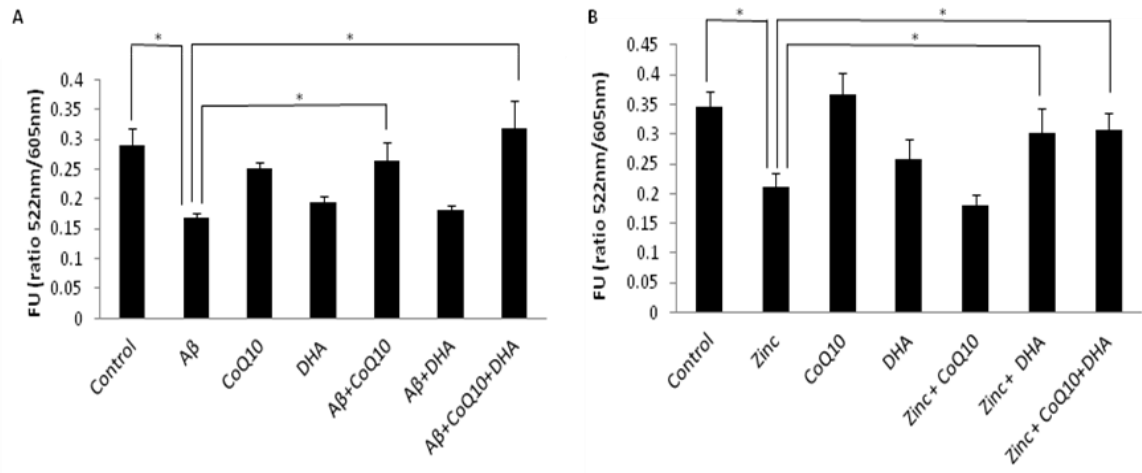 A
*
*
*
FU (ratio 522nm/605nm)
0.4
0.35
0.3
0.25
0.2
0.15
0.1
0.05
0
Control
Aβ
CoQ10
DHA
Aβ+CoQ10
Aβ+DHA
Aβ+CoQ10+DHA
B
*
*
*
FU (ratio 522nm/605nm)
0.45
0.4
0.35
0.3
0.25
0.2
0.15
0.1
0.05
0
Control
Zinc
CoQ10
DHA
Zinc+ CoQ10
Zinc+ DHA
Zinc+ CoQ10+DHA